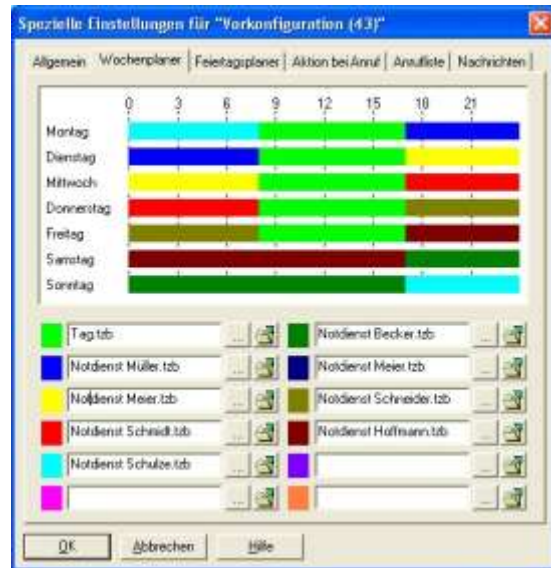 Spezielle Einstellungen für "Vorkonfiguration (43)"
Allgemein Wochenplaner Feiertagsplaner Aktion bei Anruf Anrufliste Nachrichten
0 3 6 9 12 15 18 21
Montag
Dienstag
Mittwoch
Donnerstag
Freitag
Samstag
Sonntag
Tag.tzb ... Notdienst Becker.tzb ...
Notdienst Müller.tzb ... Notdienst Meier.tzb ...
Notdienst Meier.tzb ... Notdienst Schneider.tzb ...
Notdienst Schmidt.tzb ... Notdienst Hoffmann.tzb ...
Notdienst Schulze.tzb ... ...
... ...
OK Abbrechen Hilfe